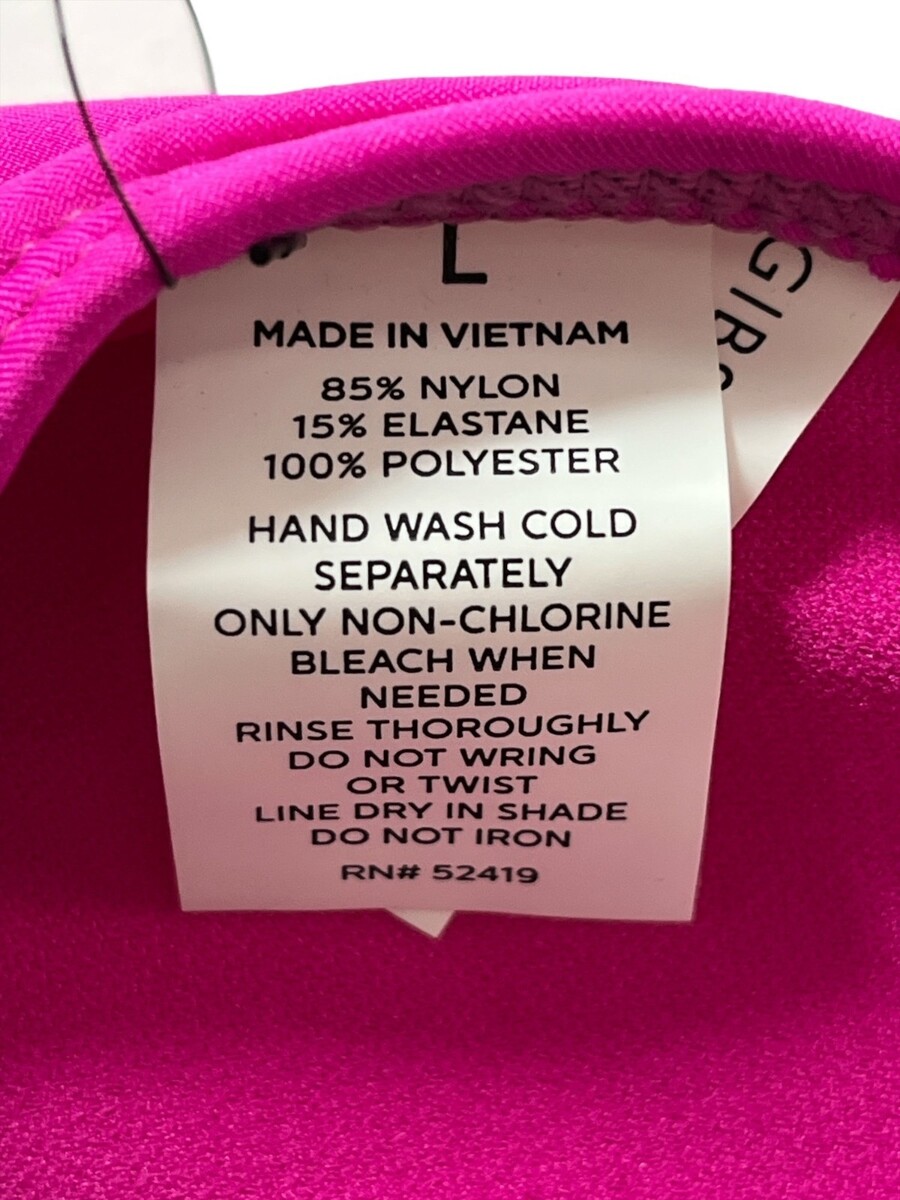 L
MADE IN VIETNAM
85% NYLON
15% ELASTANE
100% POLYESTER
HAND WASH COLD
SEPARATELY
ONLY NON-CHLORINE
BLEACH WHEN
NEEDED
RINSE THOROUGHLY
DO NOT WRING
OR TWIST
LINE DRY IN SHADE
DO NOT IRON
RN# 52419